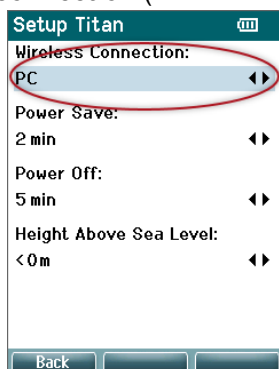 Setup Titan
Wireless Connection:
PC
Power Save:
2 min
Power Off:
5 min
Height Above Sea Level:
<0m
Back